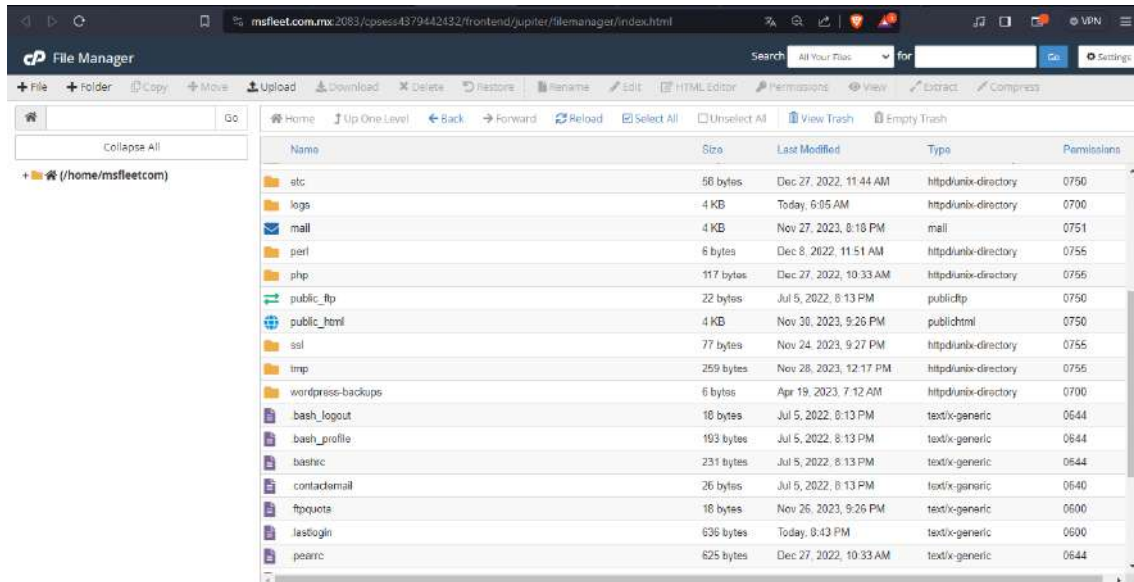 msfleet.com.mx:2083/cpsess4379442432/frontend/jupiter/filemanager/index.html VPN
cP File Manager Search All Your Files for Go Settings
+ File + Folder Copy Move Upload Download Delete Restore Rename Edit HTML Editor Permissions View Extract Compress
Go Home Up One Level Back Forward Reload Select All Unselect All View Trash Empty Trash
Collapse All
Name Size Last Modified Type Permissions
+ (/home/msfleetcom)
etc 58 bytes Dec 27, 2022, 11:44 AM httpd/unix-directory 0750
logs 4 KB Today, 6:05 AM httpd/unix-directory 0700
mail 4 KB Nov 27, 2023, 8:18 PM mail 0751
perl 6 bytes Dec 8, 2022, 11:51 AM httpd/unix-directory 0755
php 117 bytes Dec 27, 2022, 10:33 AM httpd/unix-directory 0755
public_ftp 22 bytes Jul 5, 2022, 8:13 PM publicftp 0750
public_html 4 KB Nov 30, 2023, 9:26 PM publichtml 0750
ssl 77 bytes Nov 24, 2023, 9:27 PM httpd/unix-directory 0755
tmp 259 bytes Nov 28, 2023, 12:17 PM httpd/unix-directory 0755
wordpress-backups 6 bytes Apr 19, 2023, 7:12 AM httpd/unix-directory 0700
.bash_logout 18 bytes Jul 5, 2022, 8:13 PM text/x-generic 0644
.bash_profile 193 bytes Jul 5, 2022, 8:13 PM text/x-generic 0644
.bashrc 231 bytes Jul 5, 2022, 8:13 PM text/x-generic 0644
.contactemail 26 bytes Jul 5, 2022, 8:13 PM text/x-generic 0640
.ftpquota 18 bytes Nov 26, 2023, 9:26 PM text/x-generic 0600
.lastlogin 636 bytes Today, 8:43 PM text/x-generic 0600
.pearrc 625 bytes Dec 27, 2022, 10:33 AM text/x-generic 0644